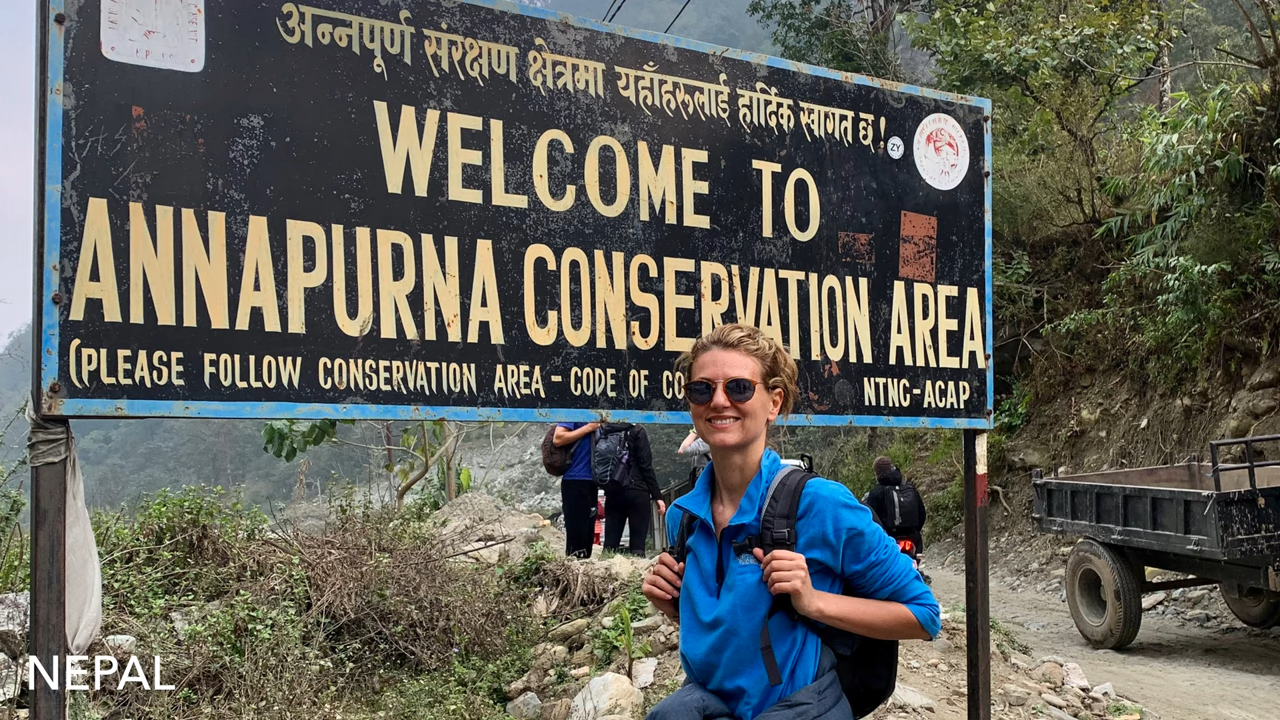 अन्नपूर्ण संरक्षण क्षेत्रमा यहाँहरुलाई हार्दिक स्वागत छ!
ZY
WELCOME TO
ANNAPURNA CONSERVATION AREA
(PLEASE FOLLOW CONSERVATION AREA - CODE OF CO
NTNC-ACAP
NEPAL